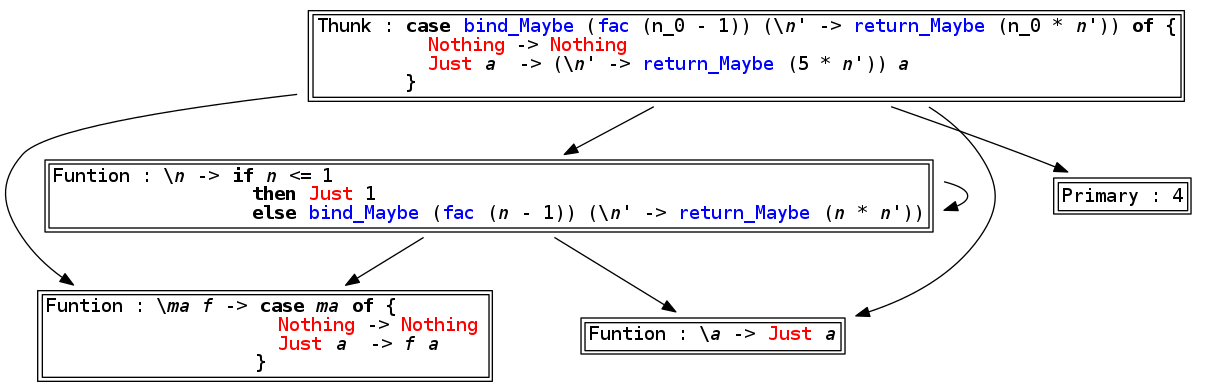 Thunk : case bind_Maybe (fac (n_0 - 1)) (\n' -> return_Maybe (n_0 * n')) of {
Nothing -> Nothing
Just a  -> (\n' -> return_Maybe (5 * n')) a
}
Funtion : \n -> if n <= 1
then Just 1
else bind_Maybe (fac (n - 1)) (\n' -> return_Maybe (n * n'))
Primary : 4
Funtion : \ma f -> case ma of {
Nothing -> Nothing
Just a  -> f a
}
Funtion : \a -> Just a